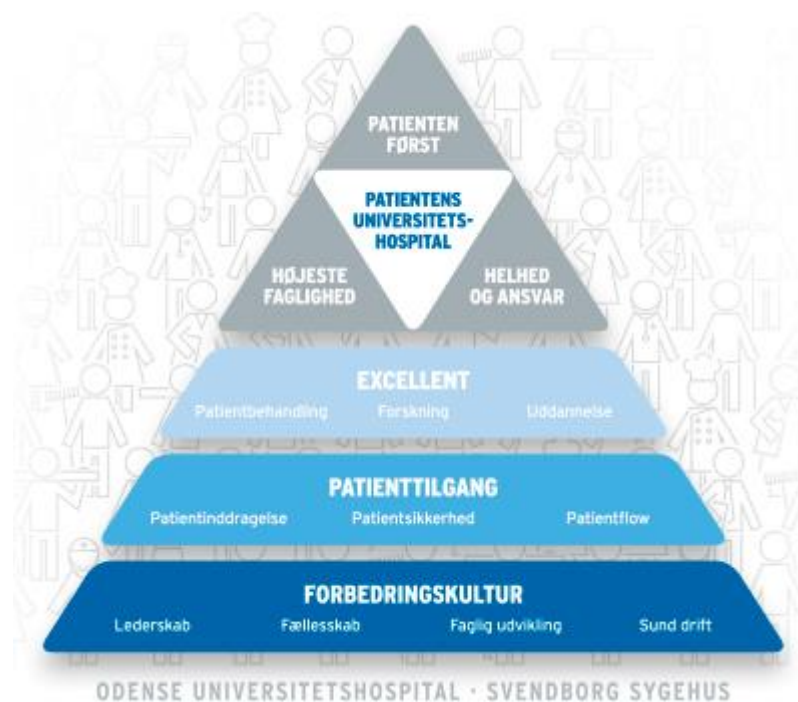 PATIENTEN
FØRST
PATIENTENS
UNIVERSITETS-
HOSPITAL
HØJESTE
FAGLIGHED
HELHED
OG ANSVAR
EXCELLENT
Patientbehandling Forskning Uddannelse
PATIENTTILGANG
Patientinddragelse Patientsikkerhed Patientflow
FORBEDRINGSKULTUR
Lederskab Fællesskab Faglig udvikling Sund drift
ODENSE UNIVERSITETSHOSPITAL · SVENDBORG SYGEHUS